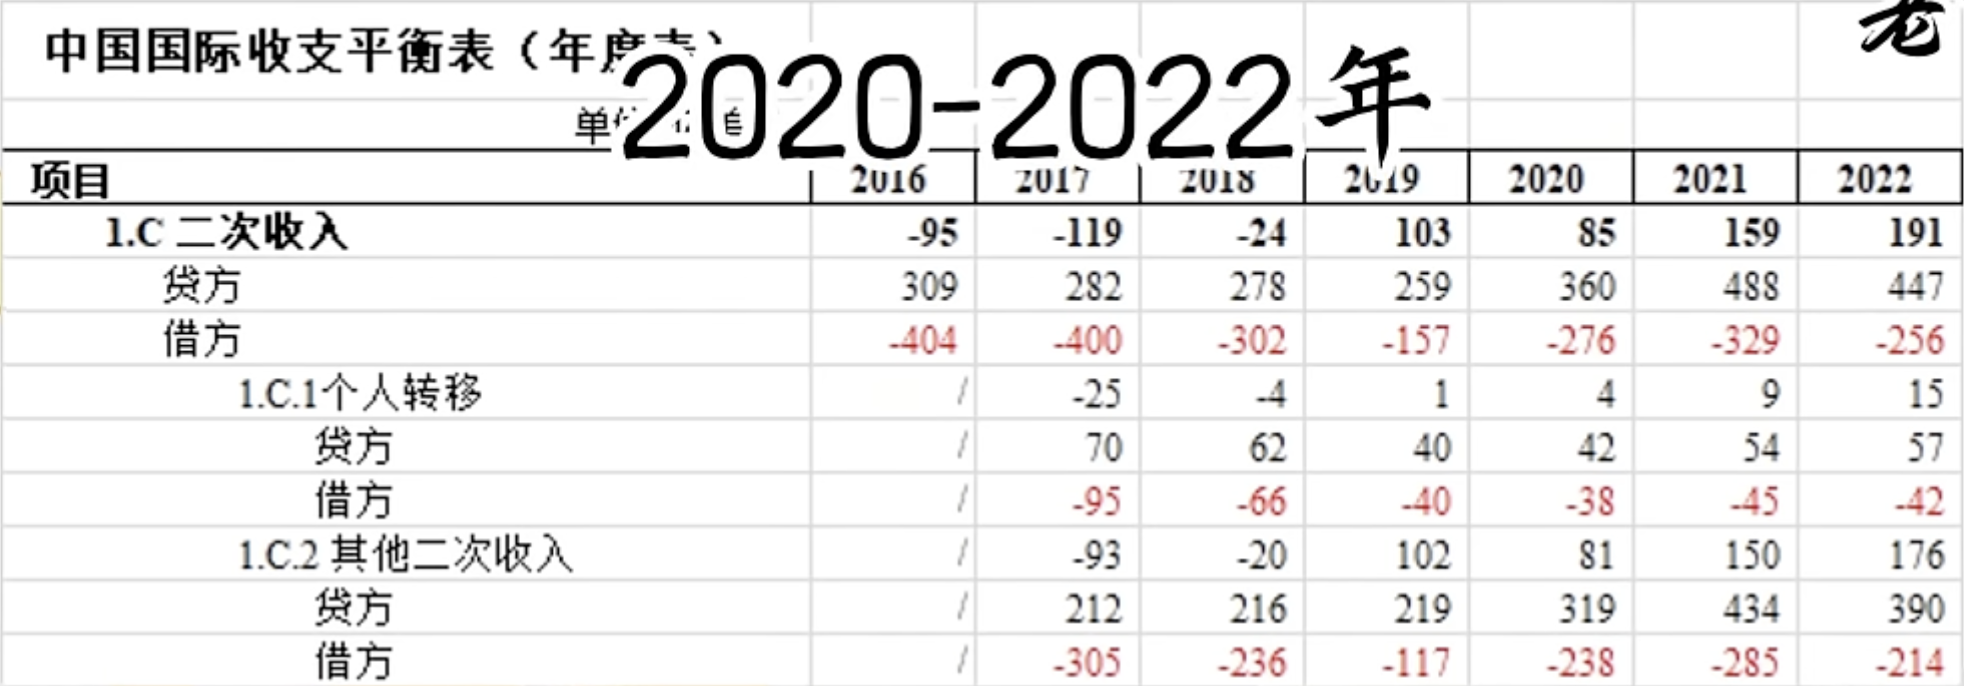 老
中国国际收支平衡表（年度表）
2020-2022年
单
项目 2016 2017 2018 2019 2020 2021 2022
1.C 二次收入 -95 -119 -24 103 85 159 191
贷方 309 282 278 259 360 488 447
借方 -404 -400 -302 -157 -276 -329 -256
1.C.1个人转移 / -25 -4 1 4 9 15
贷方 / 70 62 40 42 54 57
借方 / -95 -66 -40 -38 -45 -42
1.C.2 其他二次收入 / -93 -20 102 81 150 176
贷方 / 212 216 219 319 434 390
借方 / -305 -236 -117 -238 -285 -214